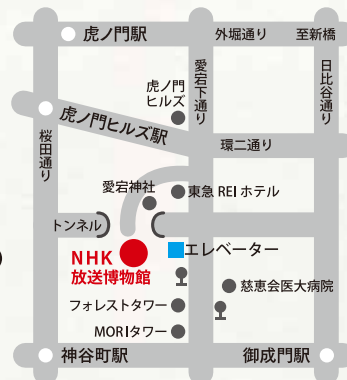 虎ノ門駅
外堀通り
至新橋
愛宕下通り
日比谷通り
虎ノ門
ヒルズ
虎ノ門ヒルズ駅
桜田通り
環二通り
愛宕神社
東急 REI ホテル
トンネル
NHK
放送博物館
エレベーター
慈恵会医大病院
フォレストタワー
MORIタワー
神谷町駅
御成門駅